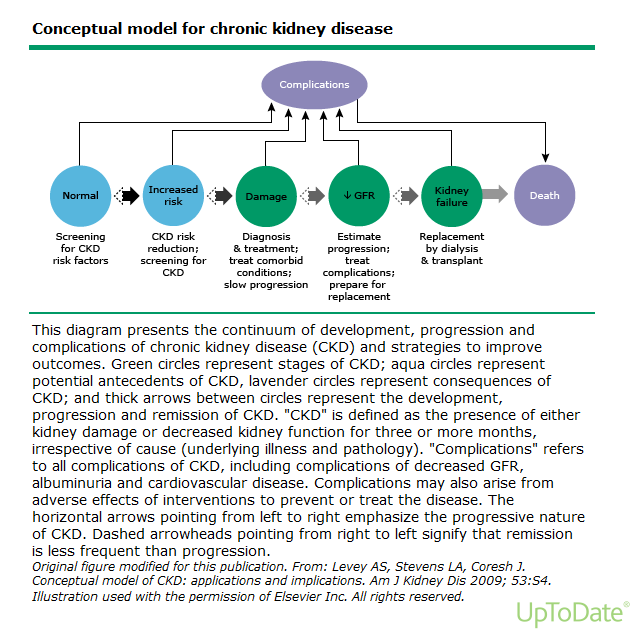 Conceptual model for chronic kidney disease
Complications
Normal
Increased
risk
Damage
↓ GFR
Kidney
failure
Death
Screening
for CKD
risk factors
CKD risk
reduction;
screening for
CKD
Diagnosis
& treatment;
treat comorbid
conditions;
slow progression
Estimate
progression;
treat
complications;
prepare for
replacement
Replacement
by dialysis
& transplant
This diagram presents the continuum of development, progression and
complications of chronic kidney disease (CKD) and strategies to improve
outcomes. Green circles represent stages of CKD; aqua circles represent
potential antecedents of CKD, lavender circles represent consequences of
CKD; and thick arrows between circles represent the development,
progression and remission of CKD. "CKD" is defined as the presence of either
kidney damage or decreased kidney function for three or more months,
irrespective of cause (underlying illness and pathology). "Complications" refers
to all complications of CKD, including complications of decreased GFR,
albuminuria and cardiovascular disease. Complications may also arise from
adverse effects of interventions to prevent or treat the disease. The
horizontal arrows pointing from left to right emphasize the progressive nature
of CKD. Dashed arrowheads pointing from right to left signify that remission
is less frequent than progression.
Original figure modified for this publication. From: Levey AS, Stevens LA, Coresh J.
Conceptual model of CKD: applications and implications. Am J Kidney Dis 2009; 53:S4.
Illustration used with the permission of Elsevier Inc. All rights reserved.
UpToDate®